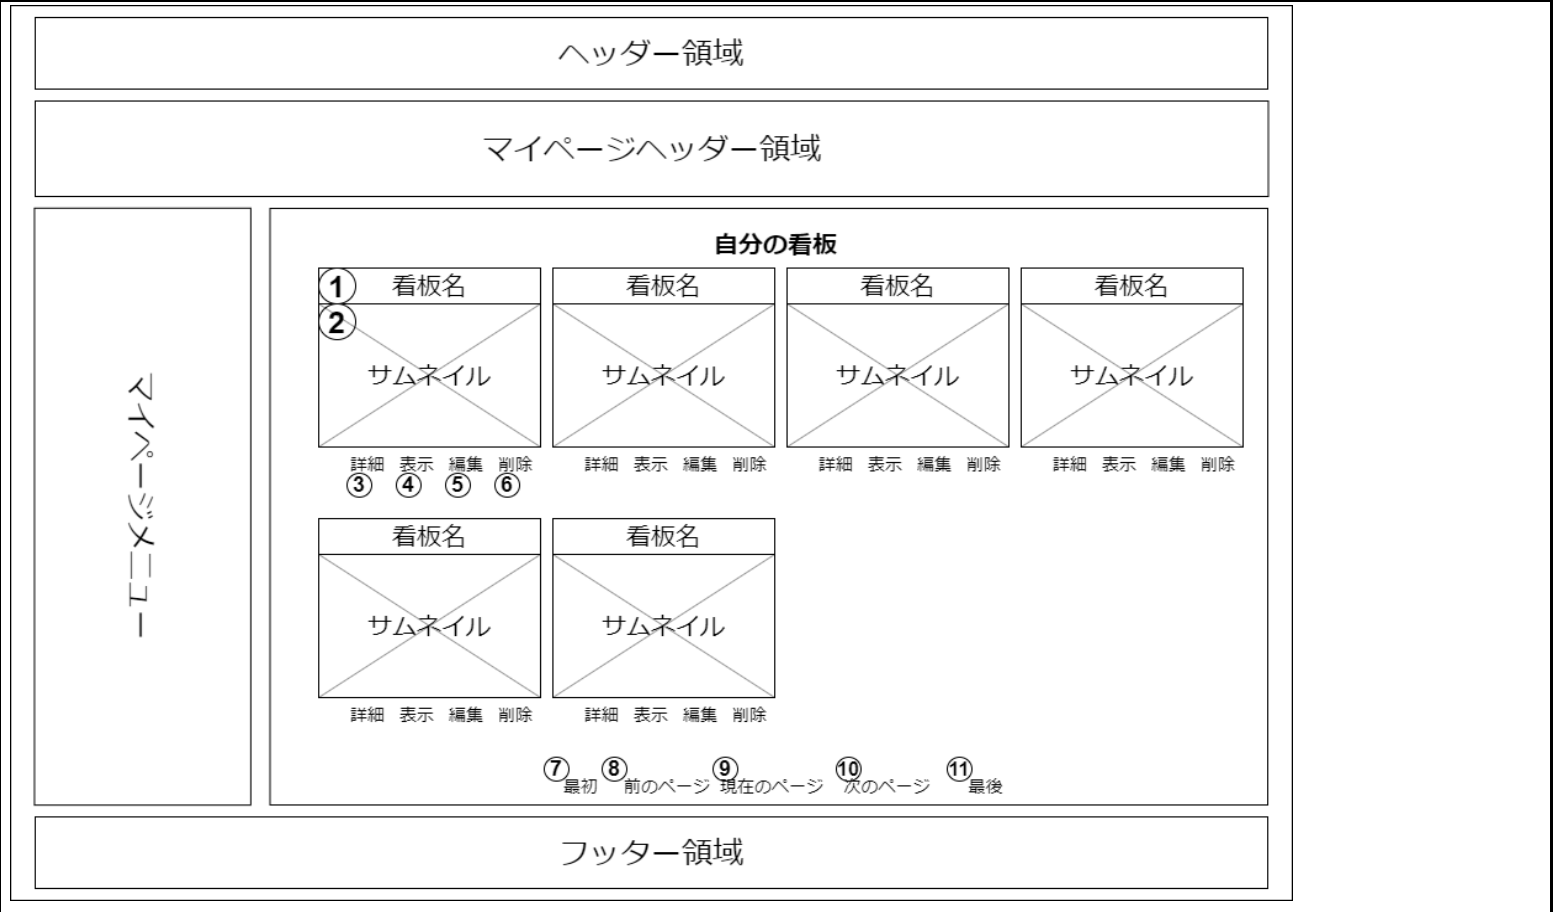 ヘッダー領域
マイページヘッダー領域
マイページメニュー
自分の看板
① 看板名 看板名 看板名 看板名
② サムネイル サムネイル サムネイル サムネイル
詳細 表示 編集 削除 詳細 表示 編集 削除 詳細 表示 編集 削除 詳細 表示 編集 削除
③ ④ ⑤ ⑥
看板名 看板名
サムネイル サムネイル
詳細 表示 編集 削除 詳細 表示 編集 削除
⑦ ⑧ ⑨ ⑩ ⑪
最初 前のページ 現在のページ 次のページ 最後
フッター領域